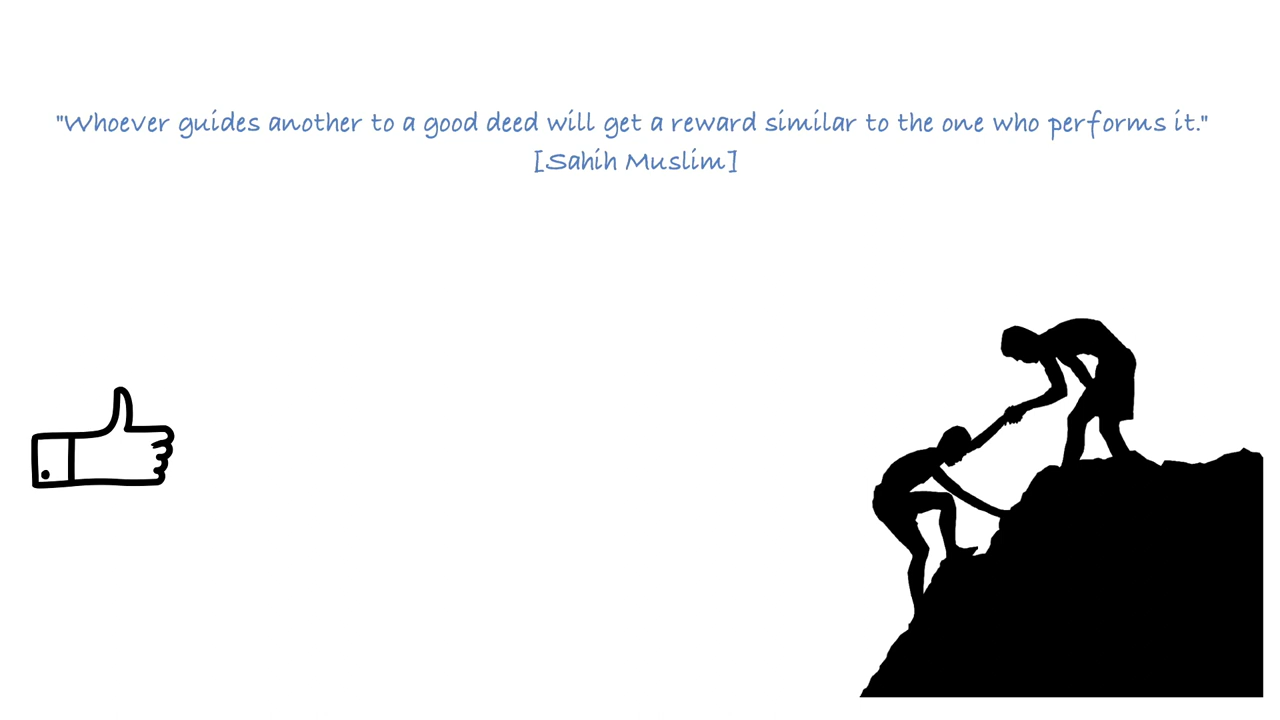 "Whoever guides another to a good deed will get a reward similar to the one who performs it."
[Sahih Muslim]